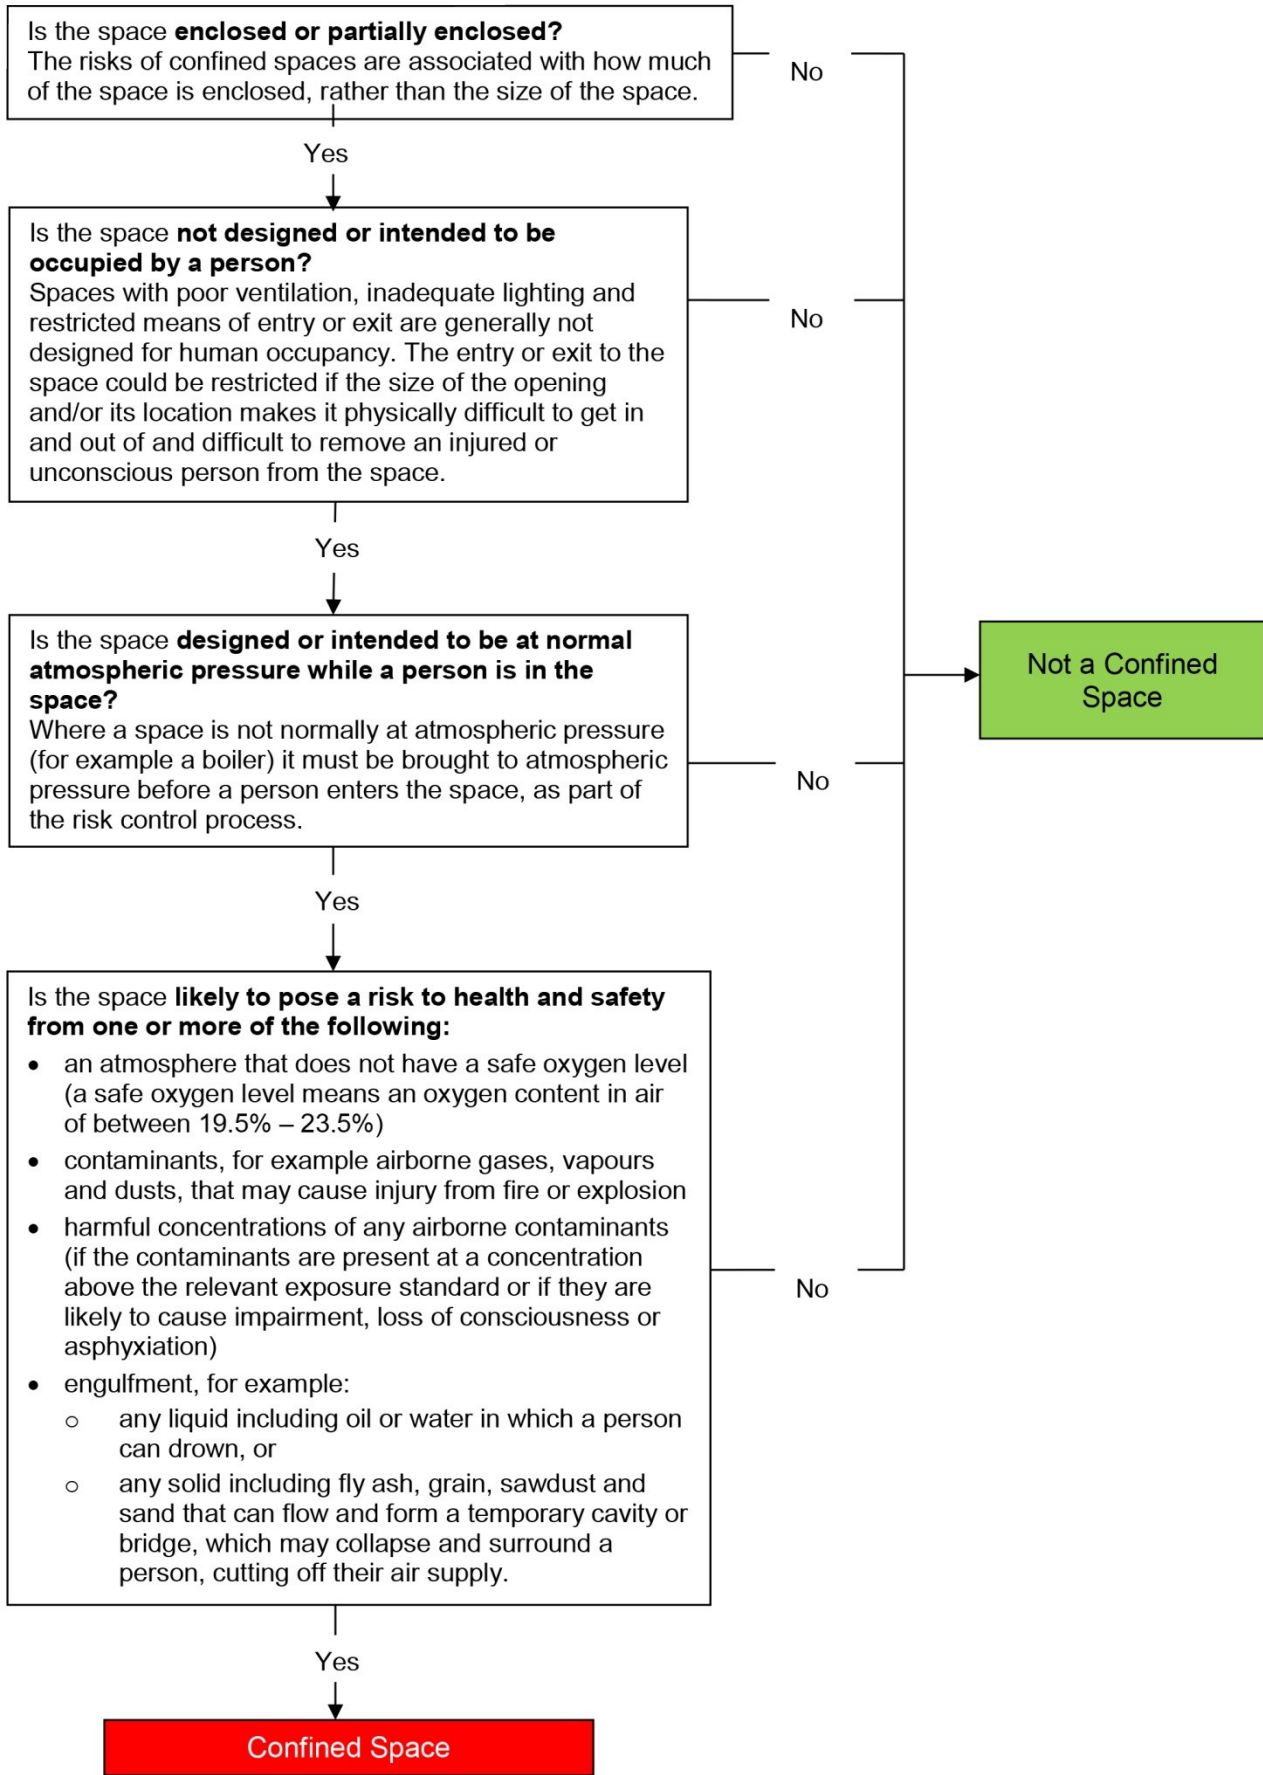 Is the space enclosed or partially enclosed?
The risks of confined spaces are associated with how much
of the space is enclosed, rather than the size of the space.
No
Yes
Is the space not designed or intended to be
occupied by a person?
Spaces with poor ventilation, inadequate lighting and
restricted means of entry or exit are generally not
designed for human occupancy. The entry or exit to the
space could be restricted if the size of the opening
and/or its location makes it physically difficult to get in
and out of and difficult to remove an injured or
unconscious person from the space.
No
Yes
Is the space designed or intended to be at normal
atmospheric pressure while a person is in the
space?
Where a space is not normally at atmospheric pressure
(for example a boiler) it must be brought to atmospheric
pressure before a person enters the space, as part of
the risk control process.
No
Not a Confined
Space
Yes
Is the space likely to pose a risk to health and safety
from one or more of the following:
• an atmosphere that does not have a safe oxygen level
(a safe oxygen level means an oxygen content in air
of between 19.5% – 23.5%)
• contaminants, for example airborne gases, vapours
and dusts, that may cause injury from fire or explosion
• harmful concentrations of any airborne contaminants
(if the contaminants are present at a concentration
above the relevant exposure standard or if they are
likely to cause impairment, loss of consciousness or
asphyxiation)
• engulfment, for example:
o any liquid including oil or water in which a person
can drown, or
o any solid including fly ash, grain, sawdust and
sand that can flow and form a temporary cavity or
bridge, which may collapse and surround a
person, cutting off their air supply.
No
Yes
Confined Space